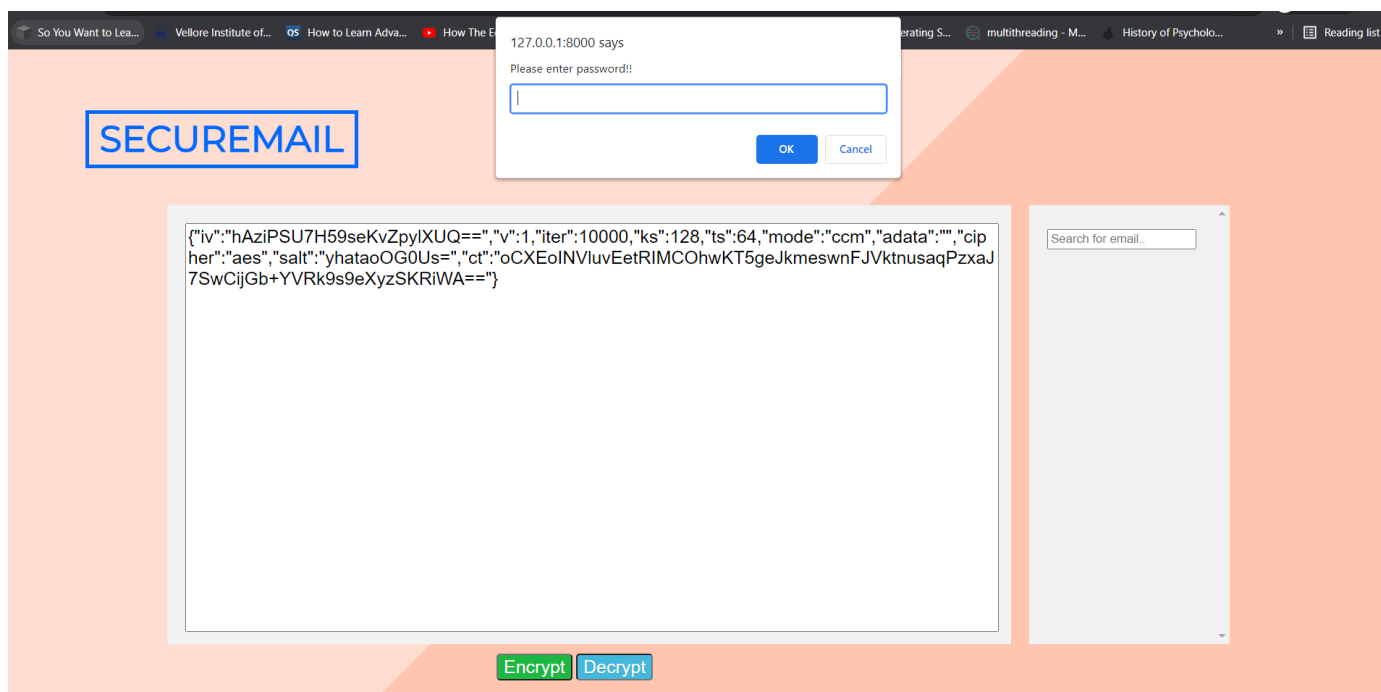 So You Want to Lea...
Vellore Institute of...
QS How to Learn Adva...
How The E
erating S...
multithreading - M...
History of Psycholo...
»
Reading list
127.0.0.1:8000 says
Please enter password!!
OK
Cancel
SECUREMAIL
{"iv":"hAziPSU7H59seKvZpylXUQ==","v":1,"iter":10000,"ks":128,"ts":64,"mode":"ccm","adata":"","cip
her":"aes","salt":"yhataoOG0Us=","ct":"oCXEoINVluvEetRIMCOhwKT5geJkmeswnFJVktnusaqPzxaJ
7SwCijGb+YVRk9s9eXyzSKRiWA=="}
Search for email..
Encrypt
Decrypt